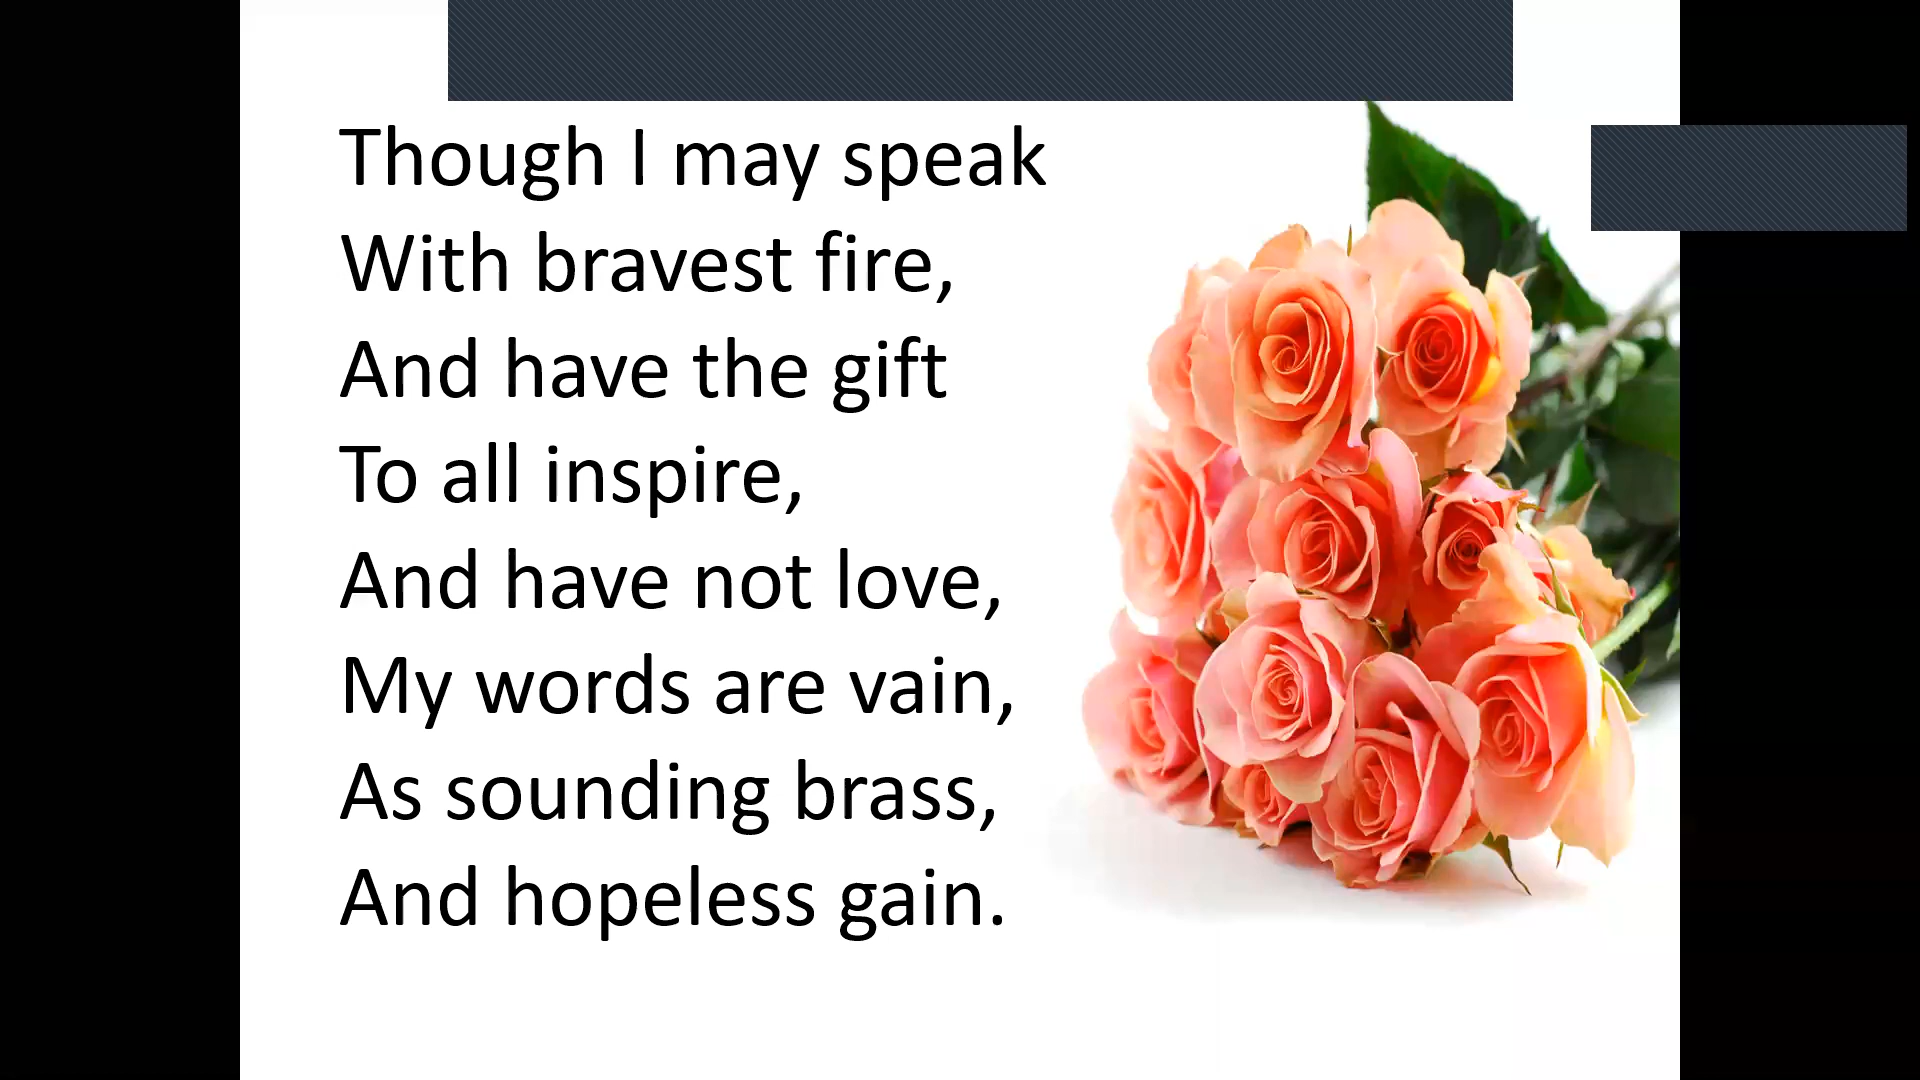 Though I may speak
With bravest fire,
And have the gift
To all inspire,
And have not love,
My words are vain,
As sounding brass,
And hopeless gain.